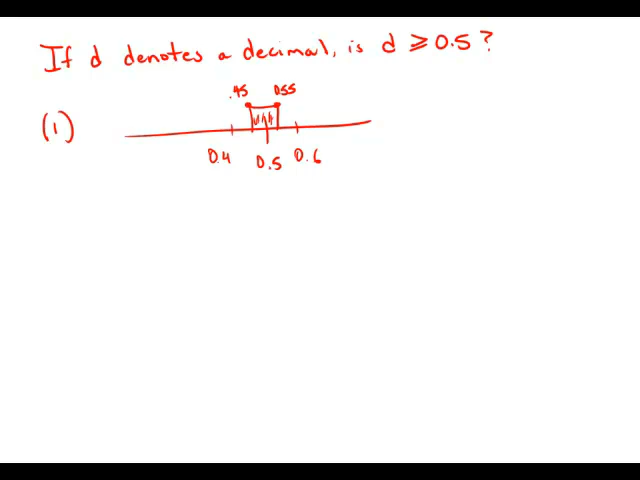 If d denotes a decimal, is d ⩾ 0.5?
.45 0.55
(1)
0.4 0.5 0.6